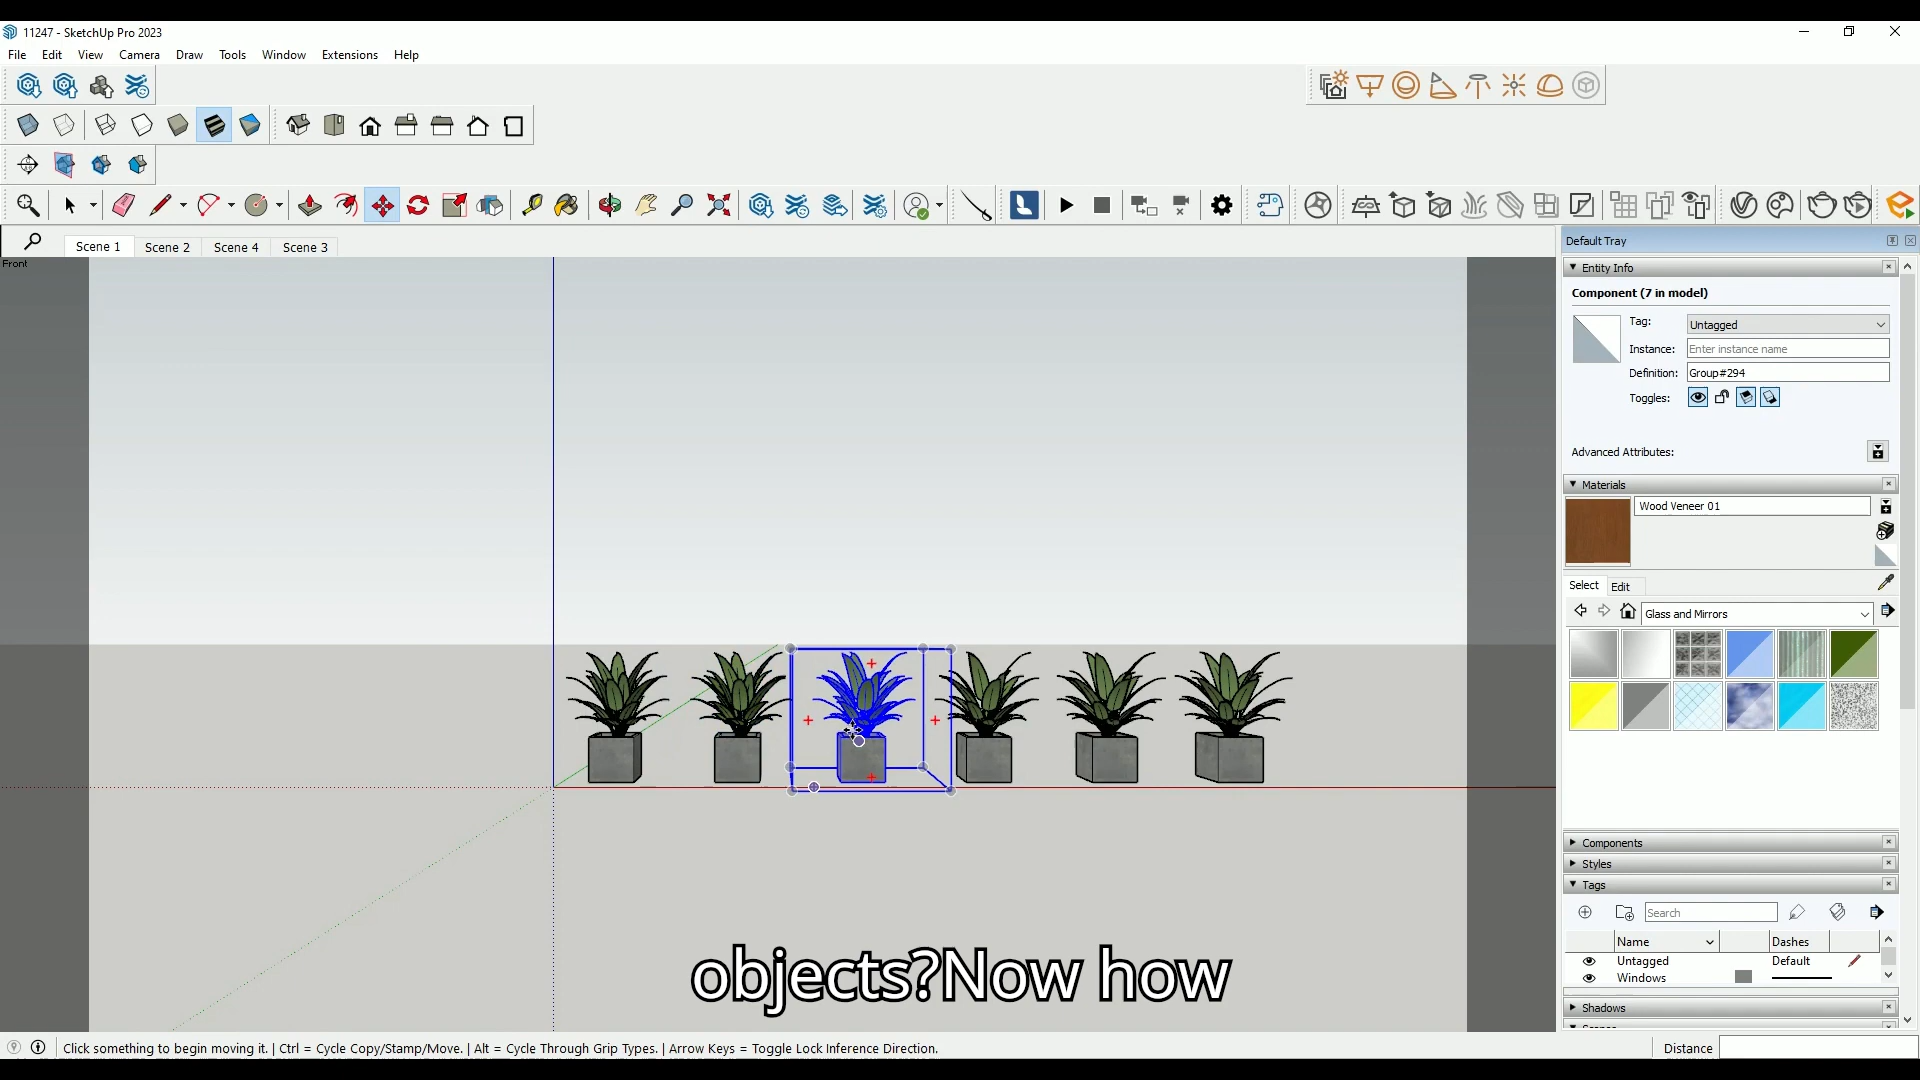 11247 - SketchUp Pro 2023
File Edit View Camera Draw Tools Window Extensions Help
Scene 1 Scene 2 Scene 4 Scene 3
Front
Default Tray
Entity Info
Component (7 in model)
Tag: Untagged
Instance: Enter instance name
Definition: Group#294
Toggles:
Advanced Attributes:
Materials
Wood Veneer 01
Select Edit
Glass and Mirrors
Components
Styles
Tags
Search
Name Dashes
Untagged Default
Windows
Shadows
objects?Now how
Click something to begin moving it. | Ctrl = Cycle Copy/Stamp/Move. | Alt = Cycle Through Grip Types. | Arrow Keys = Toggle Lock Inference Direction.
Distance